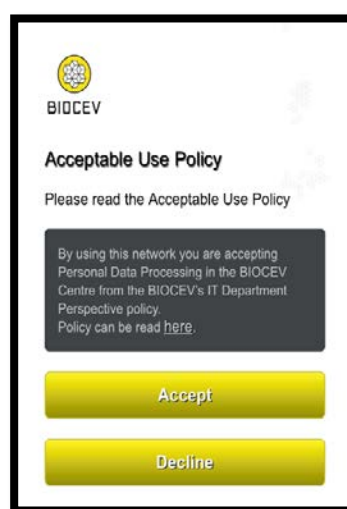 BIOCEV
Acceptable Use Policy
Please read the Acceptable Use Policy
By using this network you are accepting
Personal Data Processing in the BIOCEV
Centre from the BIOCEV's IT Department
Perspective policy.
Policy can be read here.
Accept
Decline